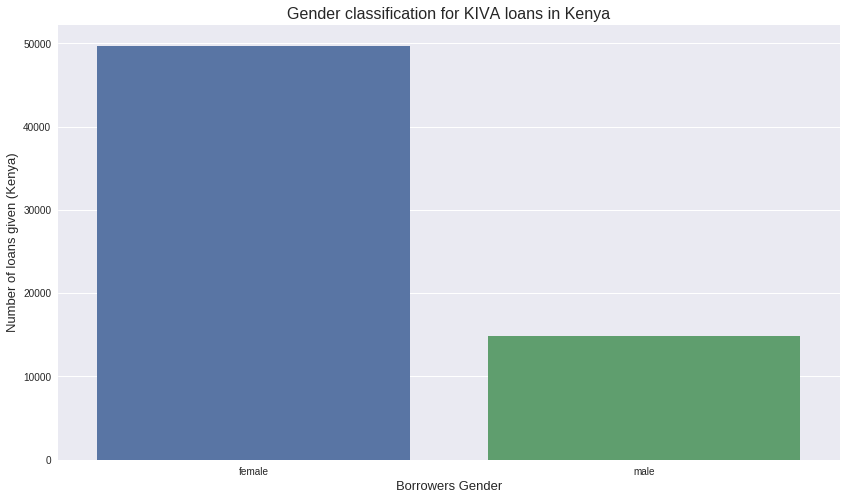 Gender classification for KIVA loans in Kenya
Number of loans given (Kenya)
50000
40000
30000
20000
10000
0
female
male
Borrowers Gender